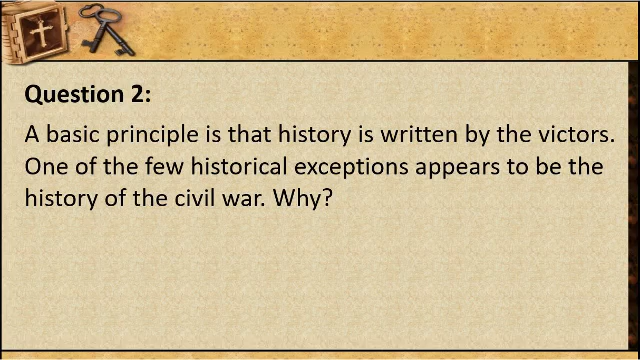 Question 2:
A basic principle is that history is written by the victors.
One of the few historical exceptions appears to be the
history of the civil war. Why?